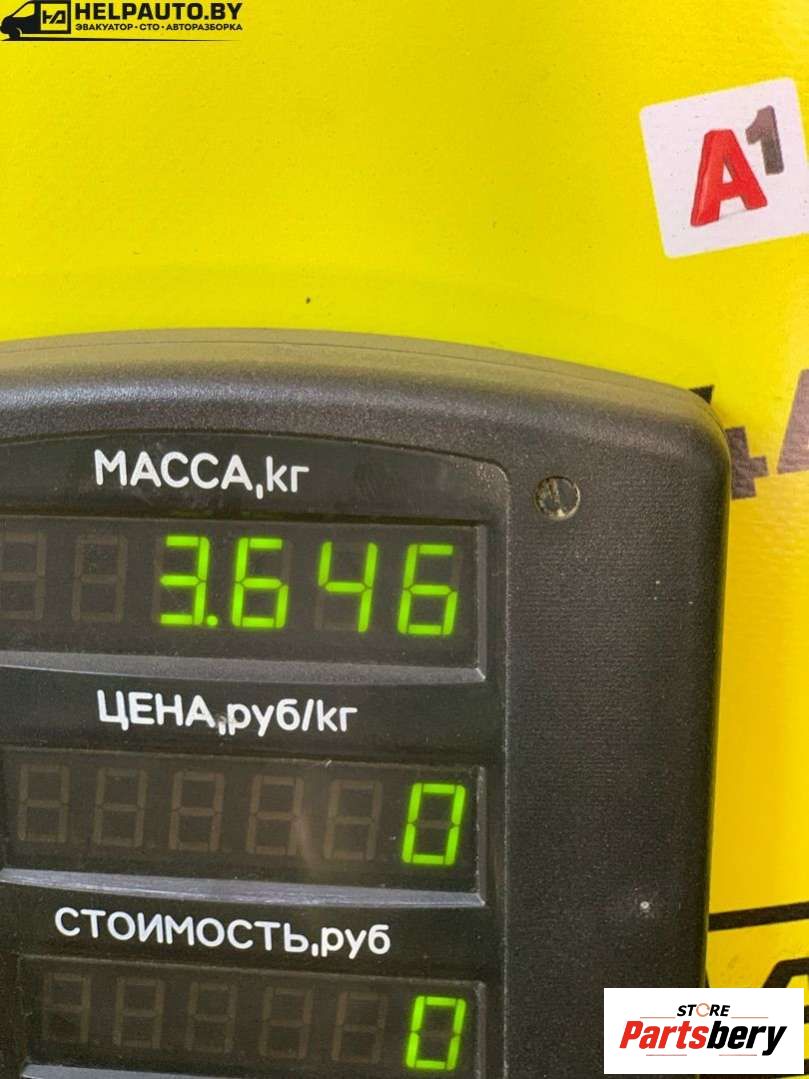 HELPAUTO.BY
ЭВАКУАТОР • СТО • АВТОРАЗБОРКА
A1
МАССА,кг
3.646
ЦЕНА,руб/кг
0
СТОИМОСТЬ,руб
0
STORE
Partsbery